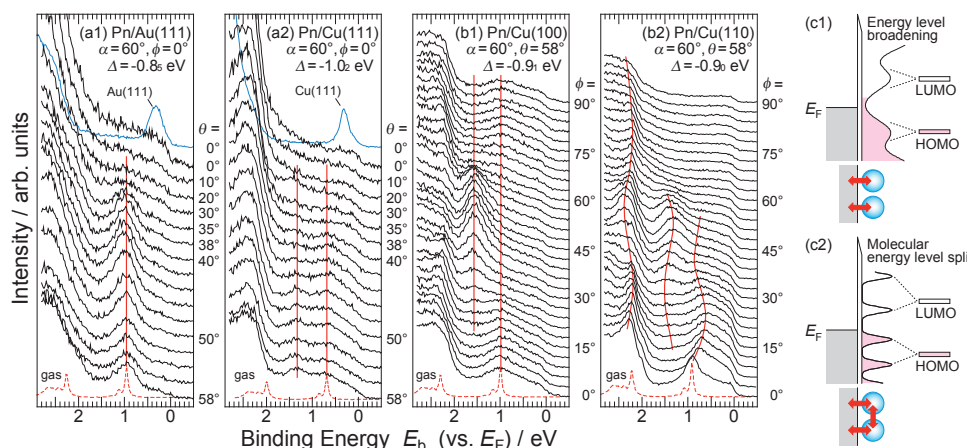 (a1) Pn/Au(111)
α=60°, ϕ=0°
Δ = -0.8₅ eV
Au(111)
θ =
0°
0°
10°
20°
30°
35°
38°
40°
50°
58°
gas
2 1 0
(a2) Pn/Cu(111)
α=60°, ϕ=0°
Δ = -1.0₂ eV
Cu(111)
θ =
0°
0°
10°
20°
30°
35°
38°
40°
50°
58°
gas
2 1 0
(b1) Pn/Cu(100)
α=60°, θ=58°
Δ = -0.9₁ eV
ϕ =
90°
75°
60°
45°
30°
15°
0°
gas
2 1 0
(b2) Pn/Cu(110)
α=60°, θ=58°
Δ = -0.9₀ eV
ϕ =
90°
75°
60°
45°
30°
15°
0°
gas
2 1 0
Intensity / arb. units
Binding Energy E_b (vs. E_F) / eV
(c1)
Energy level
broadening
LUMO
E_F
HOMO
(c2)
Molecular
energy level spli
LUMO
E_F
HOMO